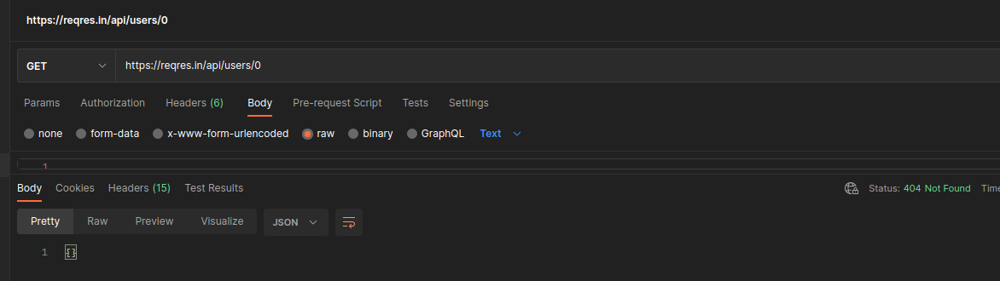 https://reqres.in/api/users/0
GET https://reqres.in/api/users/0
Params Authorization Headers (6) Body Pre-request Script Tests Settings
none form-data x-www-form-urlencoded raw binary GraphQL Text
1
Body Cookies Headers (15) Test Results Status: 404 Not Found Time
Pretty Raw Preview Visualize JSON
1 {}